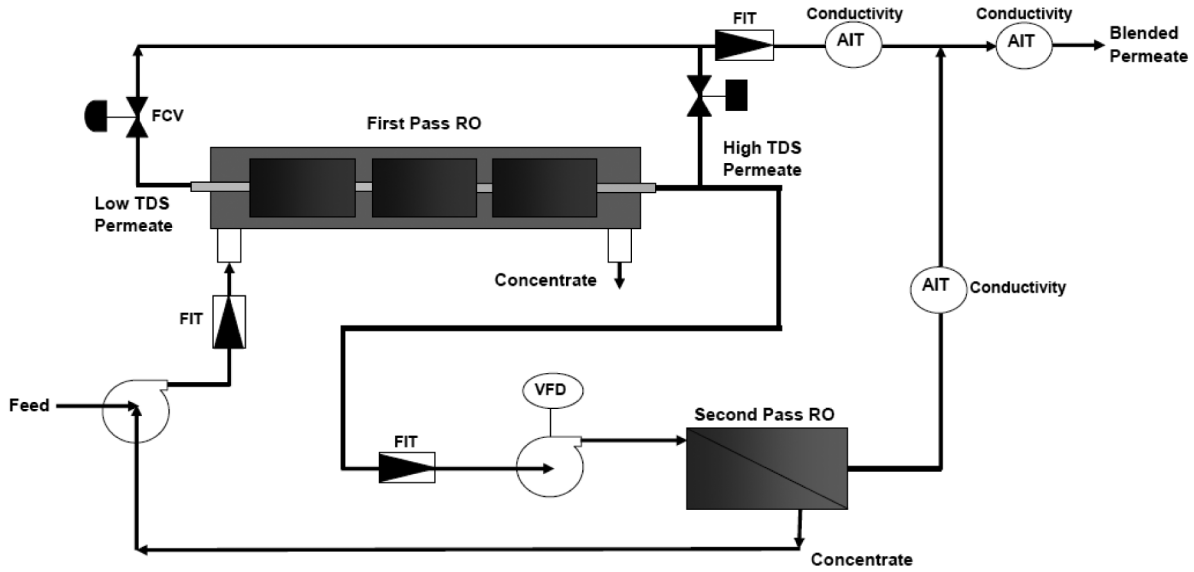 FIT
Conductivity
AIT
Conductivity
AIT
Blended
Permeate
FCV
First Pass RO
High TDS
Permeate
Low TDS
Permeate
Concentrate
FIT
AIT
Conductivity
Feed
VFD
FIT
Second Pass RO
Concentrate